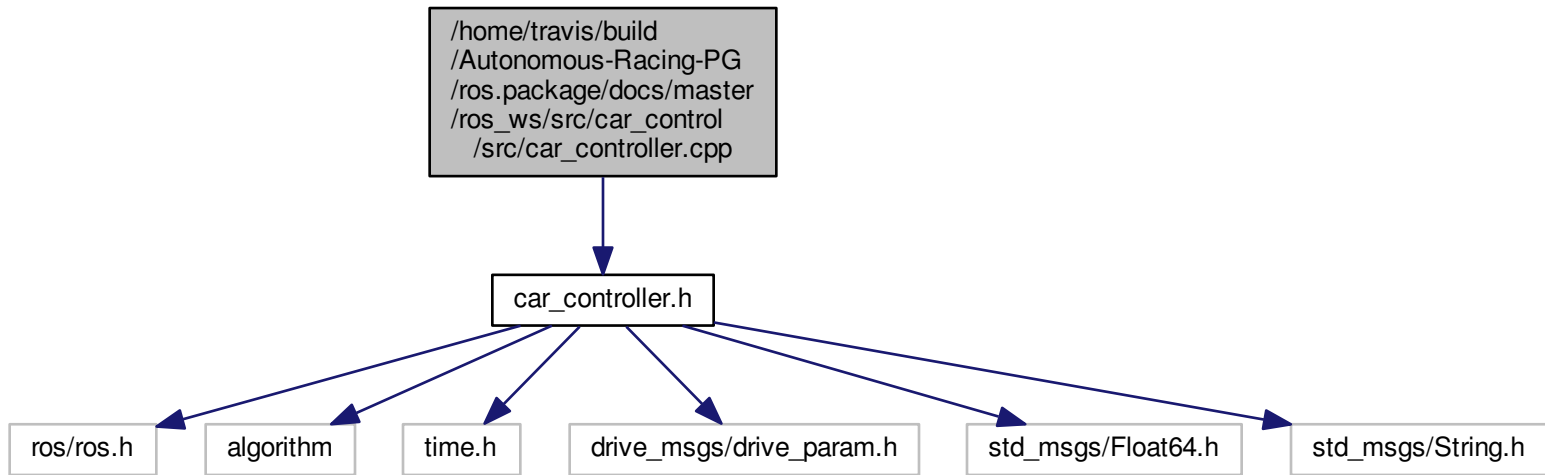 /home/travis/build
/Autonomous-Racing-PG
/ros.package/docs/master
/ros_ws/src/car_control
/src/car_controller.cpp
car_controller.h
ros/ros.h
algorithm
time.h
drive_msgs/drive_param.h
std_msgs/Float64.h
std_msgs/String.h